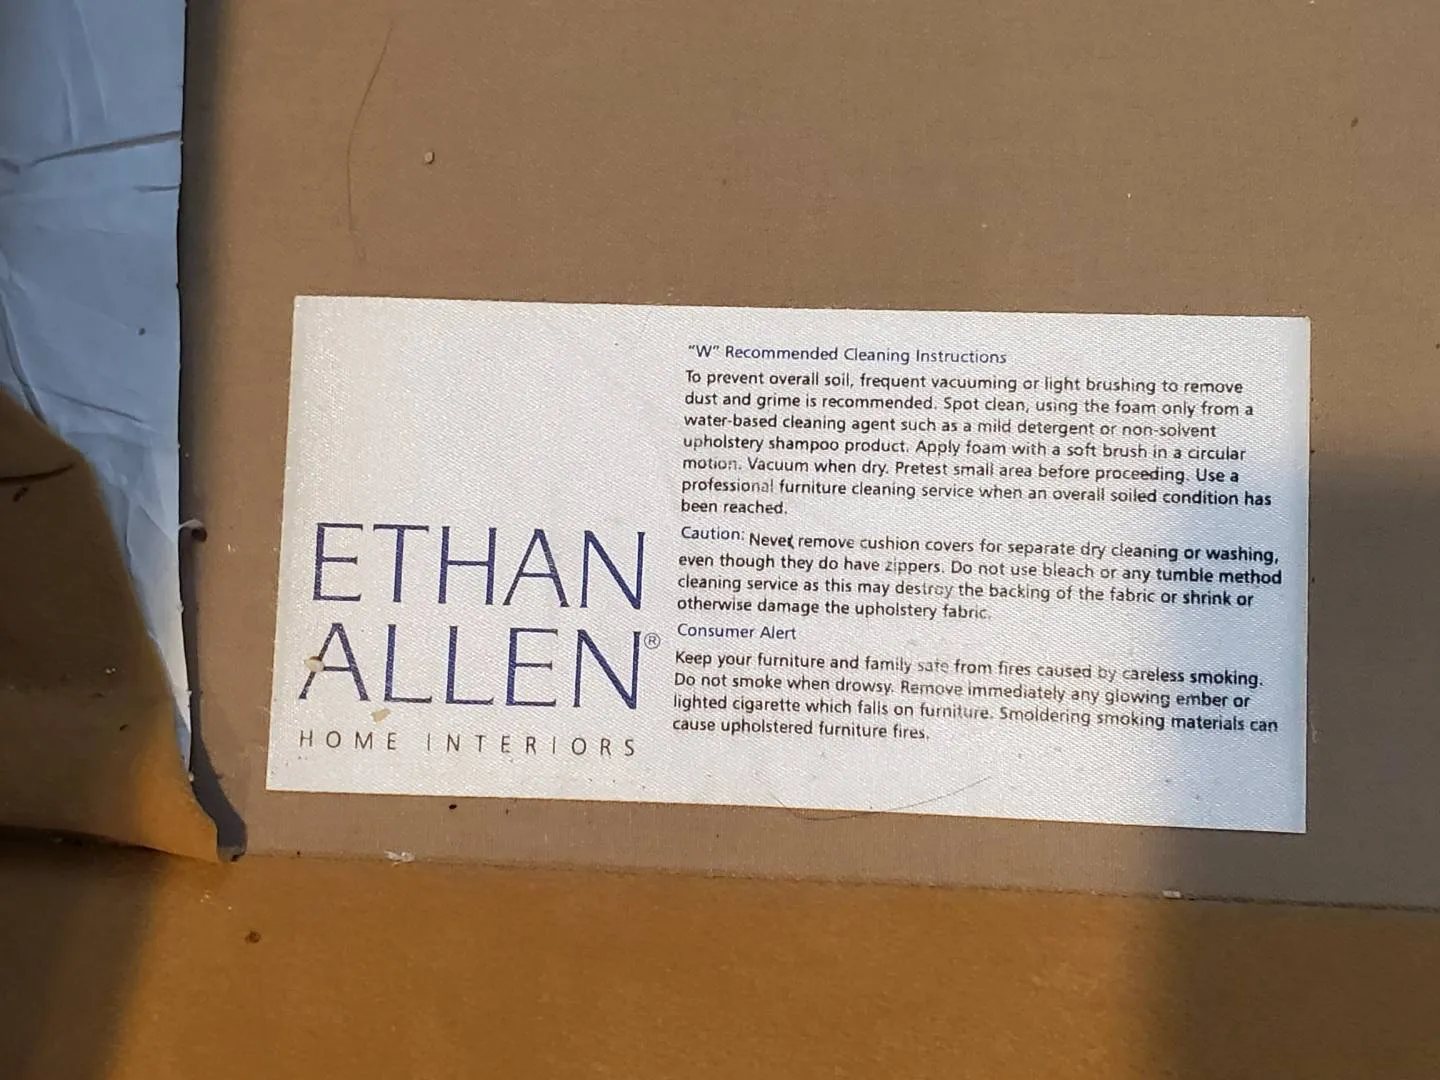 "W" Recommended Cleaning Instructions
To prevent overall soil, frequent vacuuming or light brushing to remove
dust and grime is recommended. Spot clean, using the foam only from a
water-based cleaning agent such as a mild detergent or non-solvent
upholstery shampoo product. Apply foam with a soft brush in a circular
motion. Vacuum when dry. Pretest small area before proceeding. Use a
professional furniture cleaning service when an overall soiled condition has
been reached.
Caution: Never remove cushion covers for separate dry cleaning or washing,
even though they do have zippers. Do not use bleach or any tumble method
cleaning service as this may destroy the backing of the fabric or shrink or
otherwise damage the upholstery fabric.
Consumer Alert
Keep your furniture and family safe from fires caused by careless smoking.
Do not smoke when drowsy. Remove immediately any glowing ember or
lighted cigarette which falls on furniture. Smoldering smoking materials can
cause upholstered furniture fires.
ETHAN
ALLEN®
HOME INTERIORS